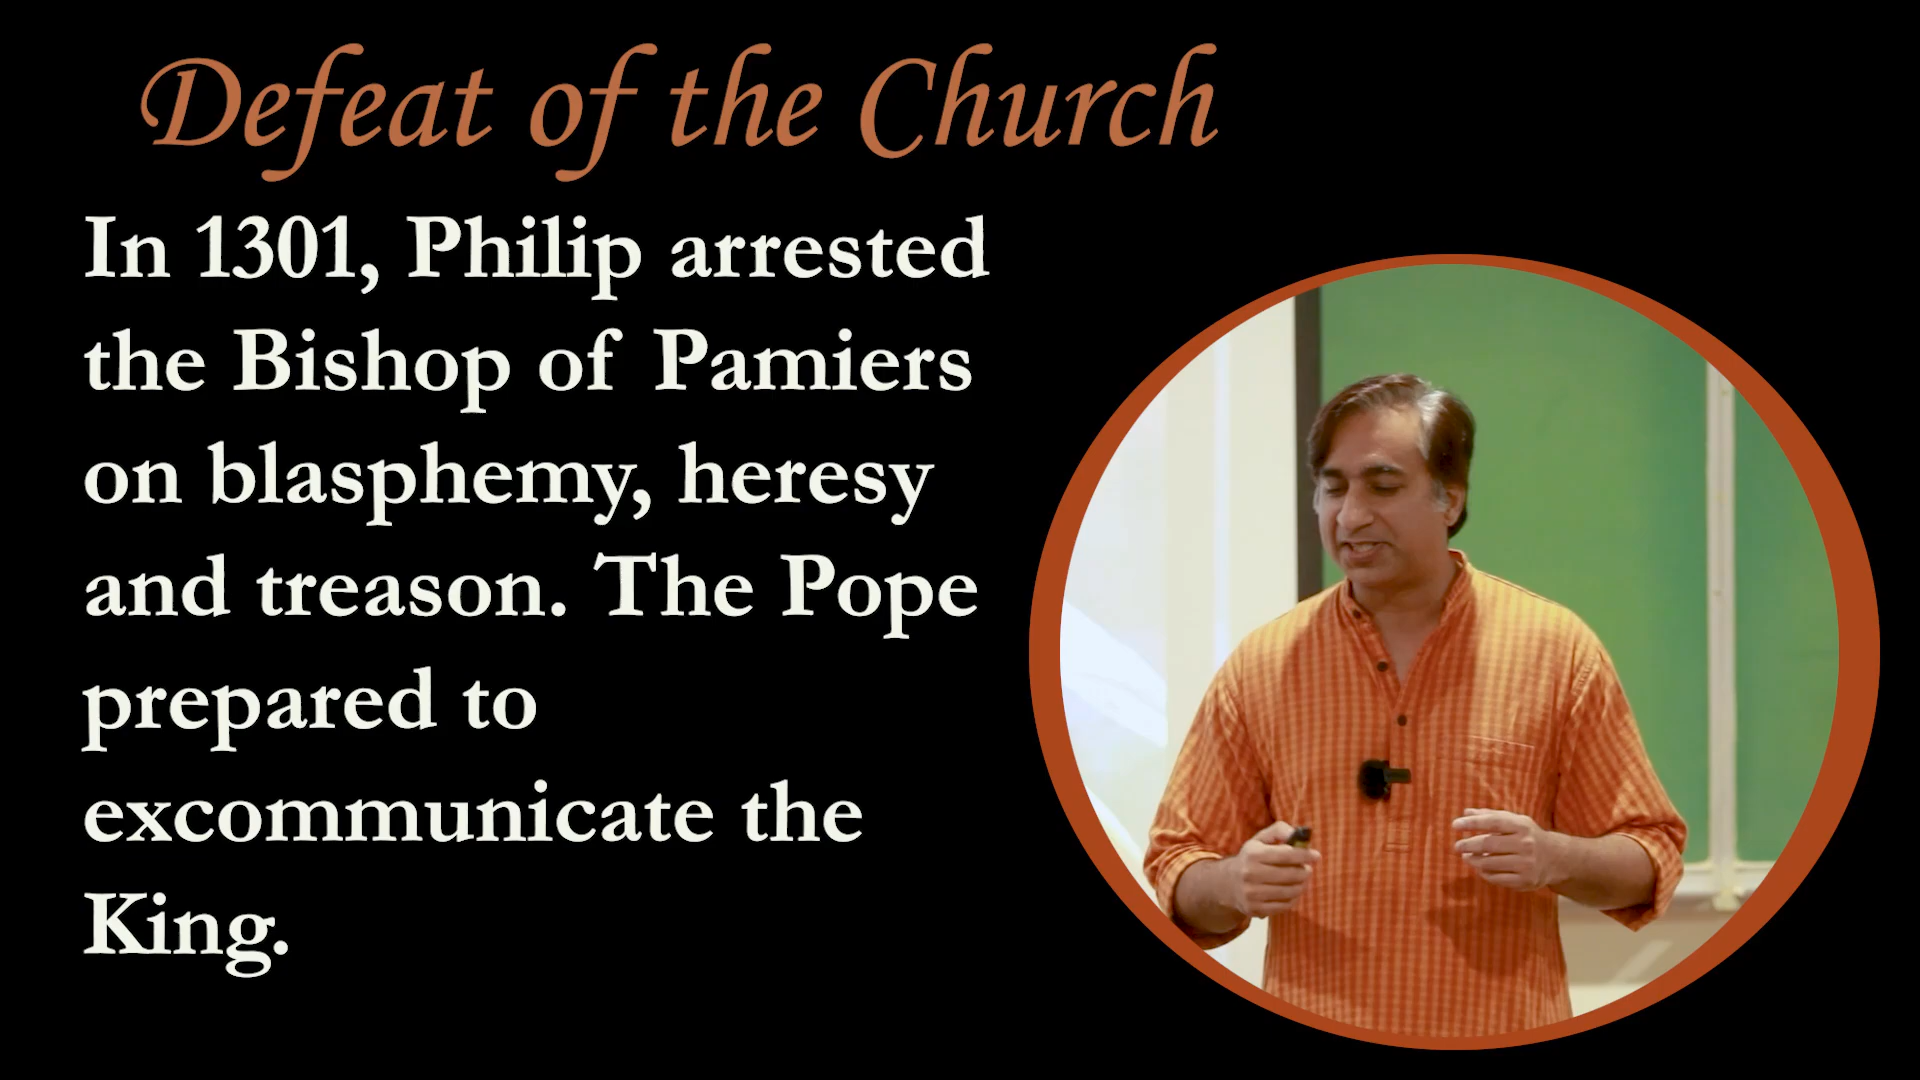 Defeat of the Church
In 1301, Philip arrested
the Bishop of Pamiers
on blasphemy, heresy
and treason. The Pope
prepared to
excommunicate the
King.